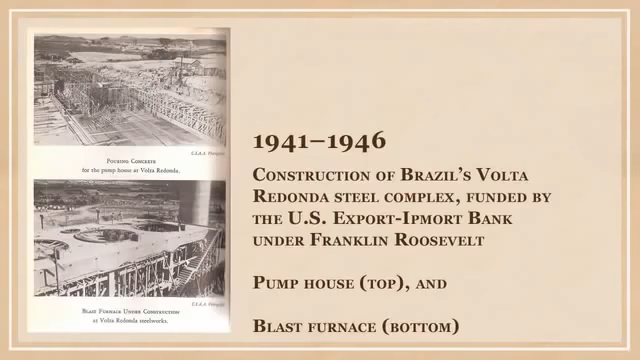 Pouring Concrete
for the pump house at Volta Redonda.
Blast Furnace Under Construction
at Volta Redonda steelworks.
1941–1946
Construction of Brazil's Volta
Redonda steel complex, funded by
the U.S. Export-Ipmort Bank
under Franklin Roosevelt
Pump house (top), and
Blast furnace (bottom)